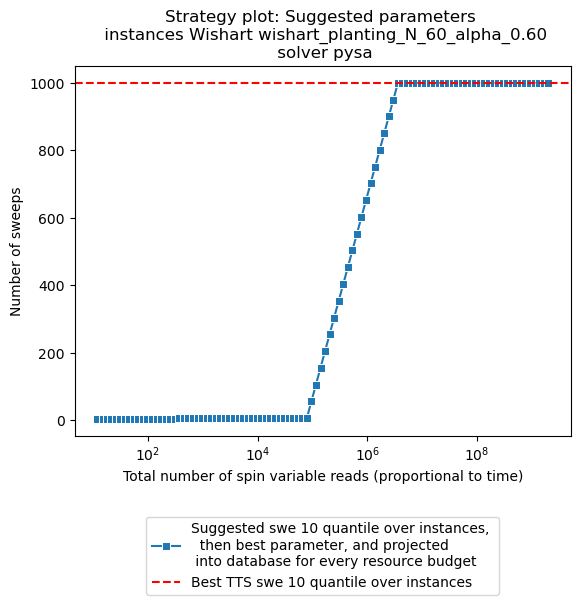 Strategy plot: Suggested parameters
instances Wishart wishart_planting_N_60_alpha_0.60
solver pysa
1000
800
600
400
200
0
Number of sweeps
10^2
10^4
10^6
10^8
Total number of spin variable reads (proportional to time)
Suggested swe 10 quantile over instances,
then best parameter, and projected
into database for every resource budget
Best TTS swe 10 quantile over instances